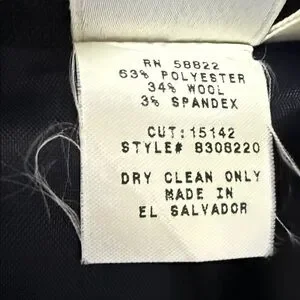 RN 58822
63% POLYESTER
34% WOOL
3% SPANDEX
CUT:15142
STYLE# 8308220
DRY CLEAN ONLY
MADE IN
EL SALVADOR